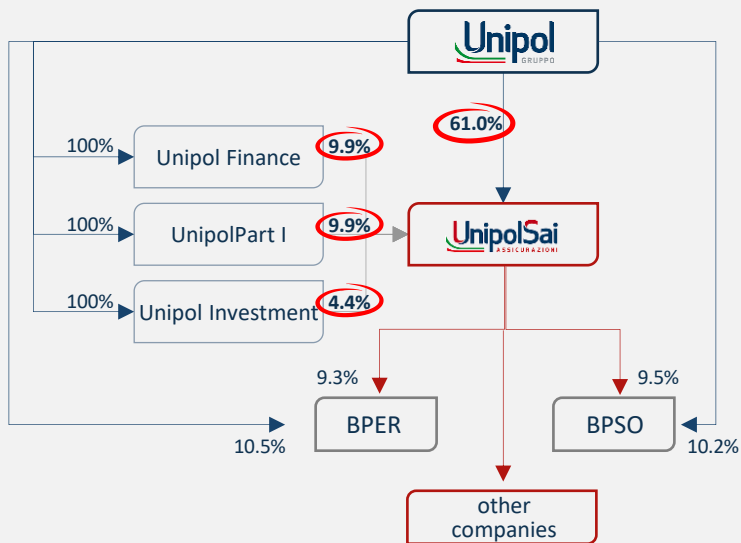 Unipol
GRUPPO
61.0%
100%
Unipol Finance
9.9%
100%
UnipolPart I
9.9%
UnipolSai
ASSICURAZIONI
100%
Unipol Investment
4.4%
9.3%
9.5%
BPER
BPSO
10.5%
10.2%
other
companies